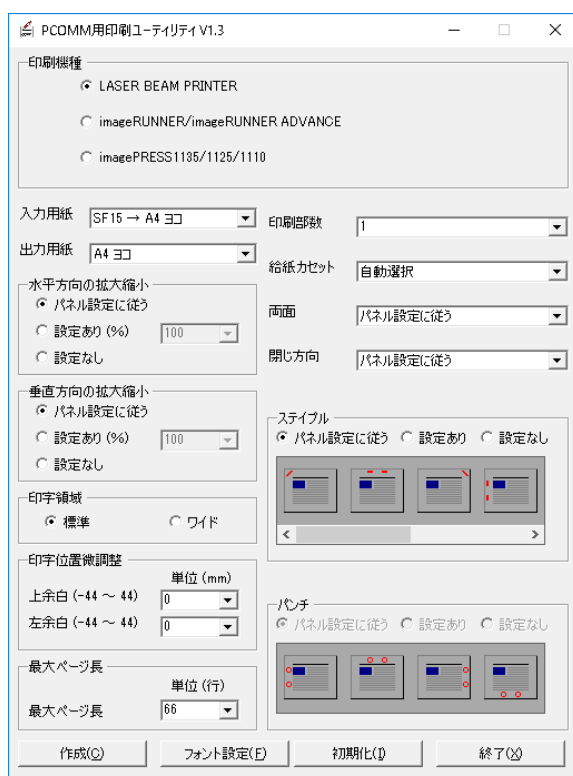 PCOMM用印刷ユーティリティ V1.3
印刷機種
LASER BEAM PRINTER
imageRUNNER/imageRUNNER ADVANCE
imagePRESS1135/1125/1110
入力用紙
SF15 → A4 ヨコ
出力用紙
A4 ヨコ
水平方向の拡大縮小
パネル設定に従う
設定あり (%)
100
設定なし
垂直方向の拡大縮小
パネル設定に従う
設定あり (%)
100
設定なし
印字領域
標準 ワイド
印字位置微調整
単位 (mm)
上余白 (-44 ～ 44) 0
左余白 (-44 ～ 44) 0
最大ページ長
単位 (行)
最大ページ長 66
印刷部数 1
給紙カセット 自動選択
両面 パネル設定に従う
閉じ方向 パネル設定に従う
ステイプル
パネル設定に従う 設定あり 設定なし
パンチ
パネル設定に従う 設定あり 設定なし
作成(C) フォント設定(F) 初期化(I) 終了(X)